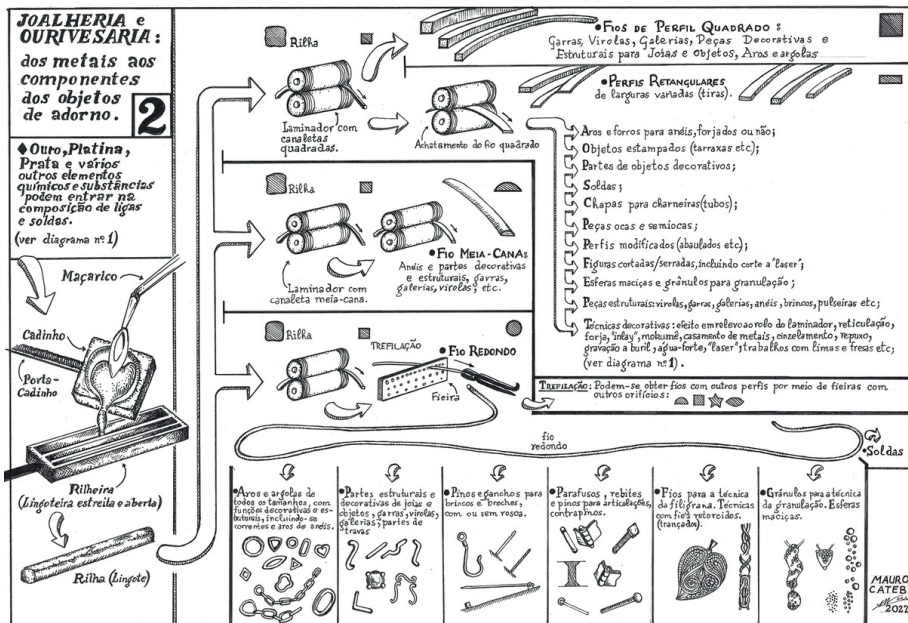 JOALHERIA e
OURIVESARIA:
dos metais aos
componentes
dos objetos
de adorno.
2
◆Ouro, Platina,
Prata e vários
outros elementos
químicos e substâncias
podem entrar na
composição de ligas
e soldas.
(ver diagrama nº 1)
Maçarico
Cadinho
Porta-
Cadinho
Rilheira
(Lingoteira estreita e aberta)
Rilha (Lingote)
Rilha
Laminador com
canaletas
quadradas.
Achatamento do fio quadrado
•FIOS DE PERFIL QUADRADO:
Garras, Virolas, Galerias, Peças Decorativas e
Estruturais para Joias e Objetos, Aros e argolas
•PERFIS RETANGULARES
de larguras variadas (tiras).
Aros e forros para anéis, forjados ou não;
Objetos estampados (tarraxas etc);
Partes de objetos decorativos;
Soldas;
Chapas para charneiras (tubos);
Peças ocas e semiocas;
Perfis modificados (abaulados etc);
Figuras cortadas/serradas, incluindo corte a "laser";
Esferas maciças e grânulos para granulação;
Peças estruturais: virolas, garras, galerias, anéis, brincos, pulseiras etc;
Técnicas decorativas: efeito em relevo ao rolo do laminador, reticulação,
forja, "inlay", mokumê, casamento de metais, cinzelamento, repuxo,
gravação a buril, água-forte, "laser", trabalhos com limas e fresas etc;
(ver diagrama nº 1).
Rilha
Laminador com
canaleta meia-cana.
•FIO MEIA-CANA:
Anéis e partes decorativas
e estruturais, garras,
galerias, virolas, etc.
Rilha
TREFILAÇÃO
•FIO REDONDO
Fieira
TREFILAÇÃO: Podem-se obter fios com outros perfis por meio de fieiras com
outros orifícios:
fio
redondo
•Soldas
•Aros e argolas de
todos os tamanhos, com
funções decorativas e es-
truturais, incluindo-se
correntes e aros de anéis.
•Partes estruturais e
decorativas de joias e
objetos, garras, virolas,
galerias, partes de
travas
•Pinos e ganchos para
brincos e broches,
com ou sem rosca.
•Parafusos, rebites
e pinos para articulações,
contrapinos.
•Fios para a técnica
da filigrana. Técnicas
com fios retorcidos.
(trançados).
•Grânulos para a técnica
da granulação. Esferas
maciças.
MAURO
CATEB
2022